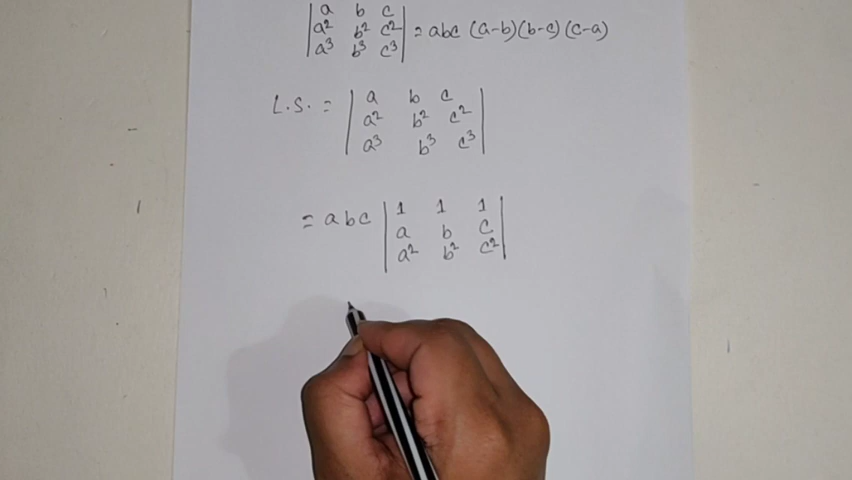 | a b c |
| a² b² c² | = abc (a-b)(b-c)(c-a)
| a³ b³ c³ |
L.S. = | a b c |
| a² b² c² |
| a³ b³ c³ |
= abc | 1 1 1 |
| a b c |
| a² b² c² |